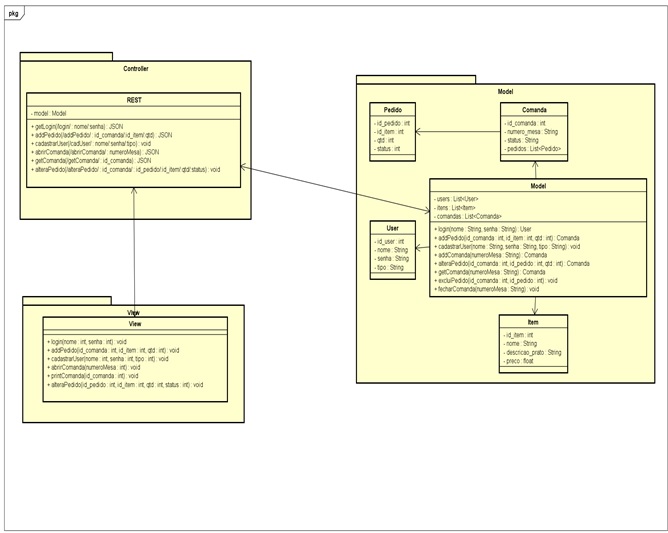 pkg
Controller
REST
- model : Model
+ getLogin(/login/ : nome/ senha/) : JSON
+ addPedido(/addPedido/ : id_comanda/ :id_item/ :qtd) : JSON
+ cadastrarUser(/cadUser/ : nome/ :senha/ :tipo) : void
+ abrirComanda(/abrirComanda/ : numeroMesa) : JSON
+ getComanda(/getComanda/ : id_comanda) : JSON
+ alteraPedido(/alteraPedido/ : id_comanda/ :id_pedido/ :id_item/ :qtd/ :status) : void
View
View
+ login(nome : int, senha : int) : void
+ addPedido(id_comanda : int, id_item : int, qtd : int) : void
+ cadastrarUser(nome : int, senha : int, tipo : int) : void
+ abrirComanda(numeroMesa : int) : void
+ printComanda(id_comanda : int) : void
+ alteraPedido(id_pedido : int, id_item : int, qtd : int, status : int) : void
Model
Pedido
- id_pedido : int
- id_item : int
- qtd : int
- status : int
Comanda
- id_comanda : int
- numero_mesa : String
- status : String
- pedidos : List<Pedido>
Model
- users : List<User>
- itens : List<Item>
- comandas : List<Comanda>
+ login(nome : String, senha : String) : User
+ addPedido(id_comanda : int, id_item : int, qtd : int) : Comanda
+ cadastrarUser(nome : String, senha : String, tipo : String) : void
+ addComanda(numeroMesa : String) : Comanda
+ alteraPedido(id_comanda : int, id_pedido : int, qtd : int) : Comanda
+ getComanda(numeroMesa : String) : Comanda
+ excluiPedido(id_comanda : int, id_pedido : int) : void
+ fecharComanda(numeroMesa : String) : void
User
- id_user : int
- nome : String
- senha : String
- tipo : String
Item
- id_item : int
- nome : String
- descricao_prato : String
- preco : float